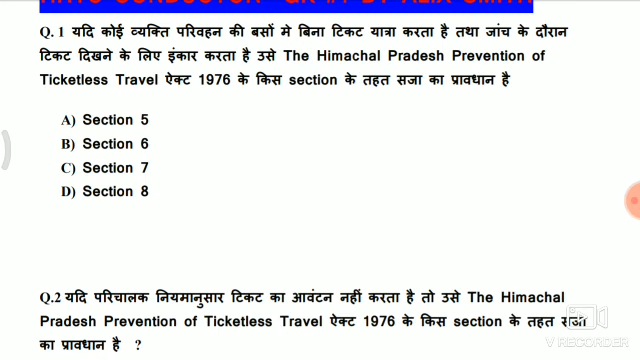 Q. 1 यदि कोई व्यक्ति परिवहन की बसों मे बिना टिकट यात्रा करता है तथा जांच के दौरान
टिकट दिखने के लिए इंकार करता है उसे The Himachal Pradesh Prevention of
Ticketless Travel ऐक्ट 1976 के किस section के तहत सजा का प्रावधान है
A) Section 5
B) Section 6
C) Section 7
D) Section 8
Q.2 यदि परिचालक नियमानुसार टिकट का आवंटन नहीं करता है तो उसे The Himachal
Pradesh Prevention of Ticketless Travel ऐक्ट 1976 के किस section के तहत सजा
का प्रावधान है ?
V RECORDER